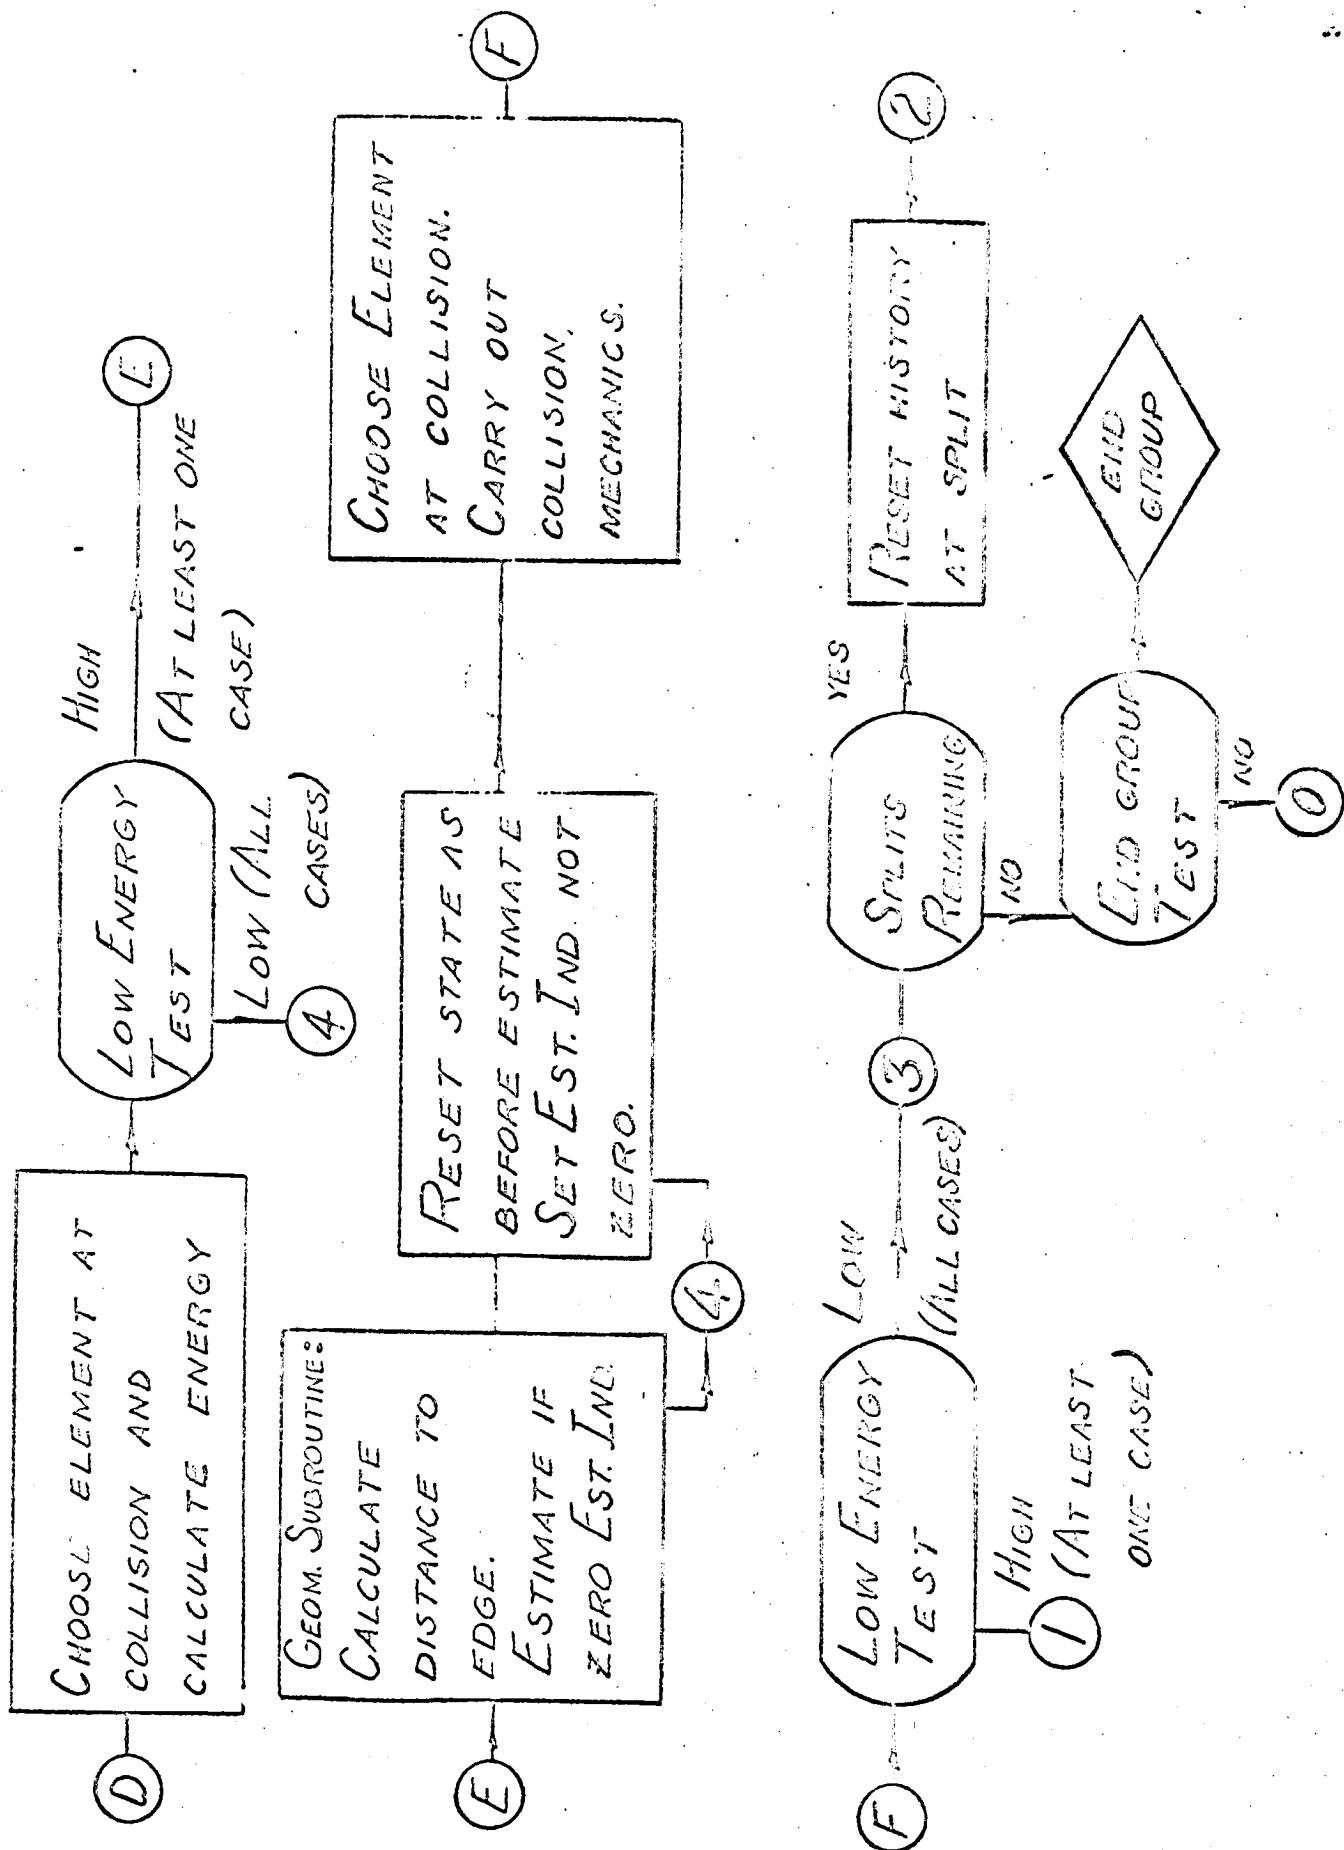 D
CHOOSE ELEMENT AT
COLLISION AND
CALCULATE ENERGY
LOW ENERGY
TEST
HIGH
(AT LEAST ONE
CASE)
E
LOW (ALL
CASES)
4
E
GEOM. SUBROUTINE:
CALCULATE
DISTANCE TO
EDGE.
ESTIMATE IF
ZERO EST. IND.
4
RESET STATE AS
BEFORE ESTIMATE
SET EST. IND NOT
ZERO.
CHOOSE ELEMENT
AT COLLISION.
CARRY OUT
COLLISION,
MECHANICS.
F
F
LOW ENERGY
TEST
HIGH
(AT LEAST
ONE CASE)
1
LOW
(ALL CASES)
3
SPLITS
REMAINING
YES
RESET HISTORY
AT SPLIT
2
NO
END GROUP
TEST
END
GROUP
NO
0